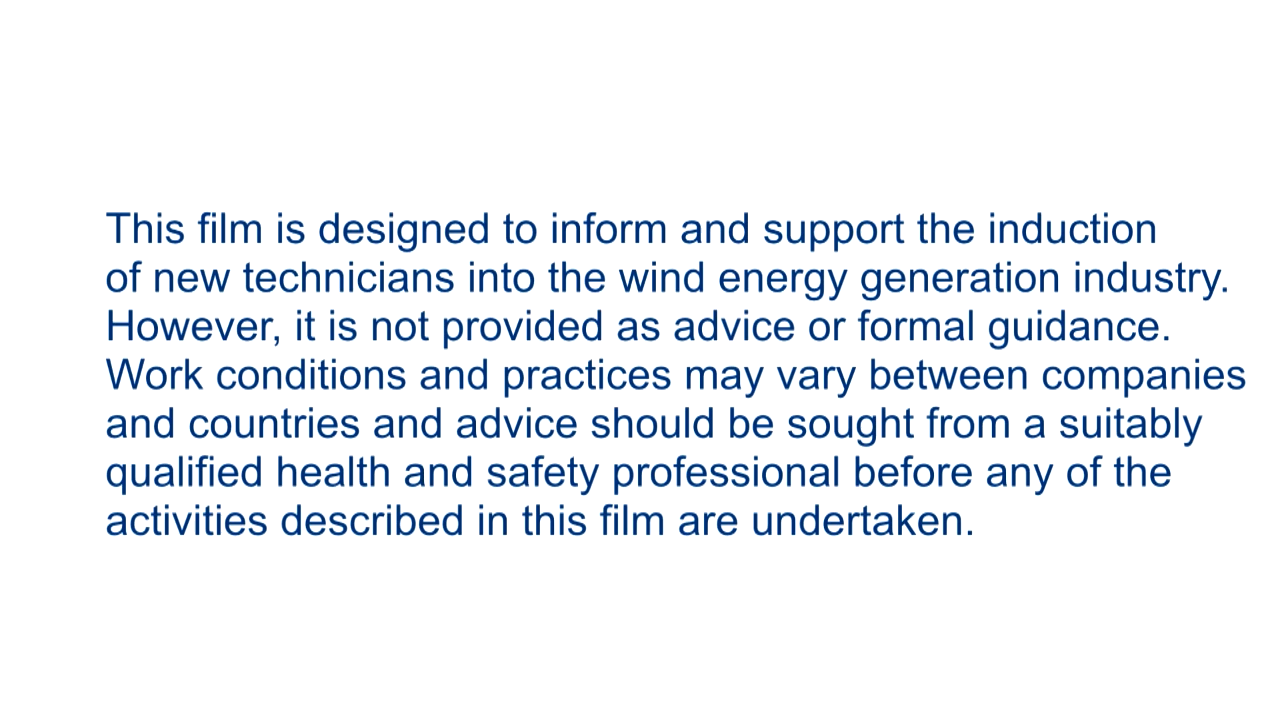 This film is designed to inform and support the induction
of new technicians into the wind energy generation industry.
However, it is not provided as advice or formal guidance.
Work conditions and practices may vary between companies
and countries and advice should be sought from a suitably
qualified health and safety professional before any of the
activities described in this film are undertaken.